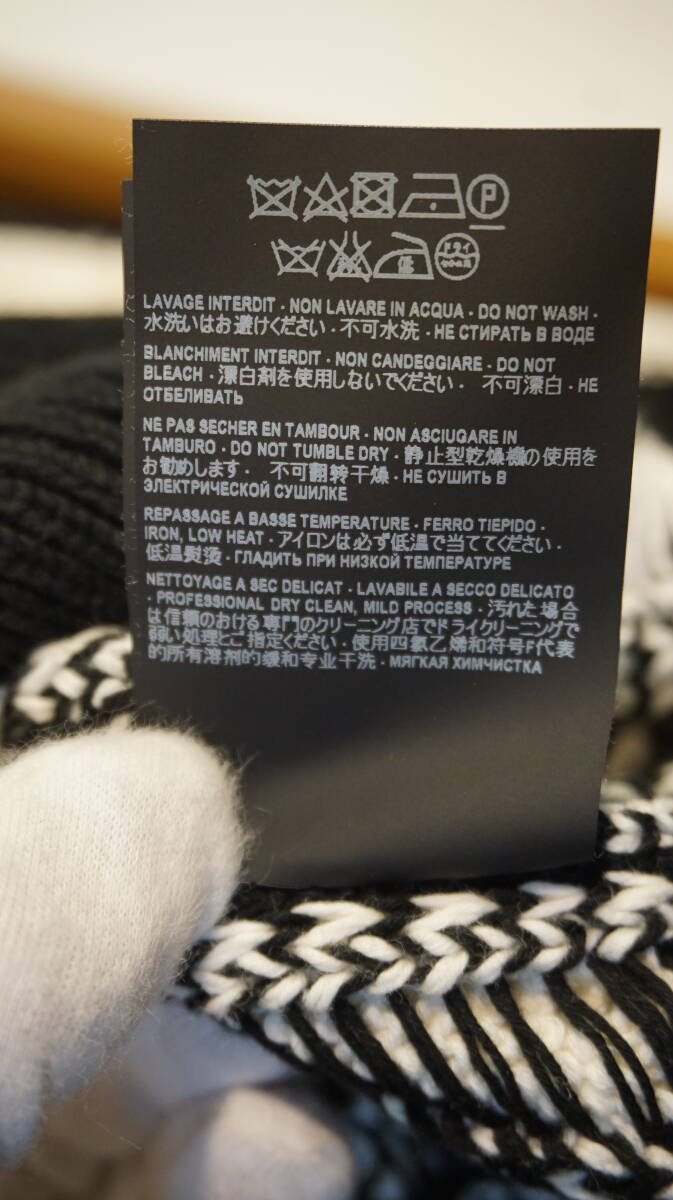 P
低 ドライ
LAVAGE INTERDIT · NON LAVARE IN ACQUA · DO NOT WASH ·
水洗いはお避けください · 不可水洗 · НЕ СТИРАТЬ В ВОДЕ
BLANCHIMENT INTERDIT · NON CANDEGGIARE · DO NOT
BLEACH · 漂白剤を使用しないでください · 不可漂白 · НЕ
ОТБЕЛИВАТЬ
NE PAS SECHER EN TAMBOUR · NON ASCIUGARE IN
TAMBURO · DO NOT TUMBLE DRY · 静止型乾燥機の使用を
お勧めします · 不可翻转干燥 · НЕ СУШИТЬ В
ЭЛЕКТРИЧЕСКОЙ СУШИЛКЕ
REPASSAGE A BASSE TEMPERATURE · FERRO TIEPIDO ·
IRON, LOW HEAT · アイロンは必ず低温で当ててください ·
低温熨烫 · ГЛАДИТЬ ПРИ НИЗКОЙ ТЕМПЕРАТУРЕ
NETTOYAGE A SEC DELICAT · LAVABILE A SECCO DELICATO
· PROFESSIONAL DRY CLEAN, MILD PROCESS · 汚れた場合
は信頼のおける専門のクリーニング店でドライクリーニングで
弱い処理とご指定ください · 使用四氯乙烯和符号F代表
的所有溶剂的缓和专业干洗 · МЯГКАЯ ХИМЧИСТКА